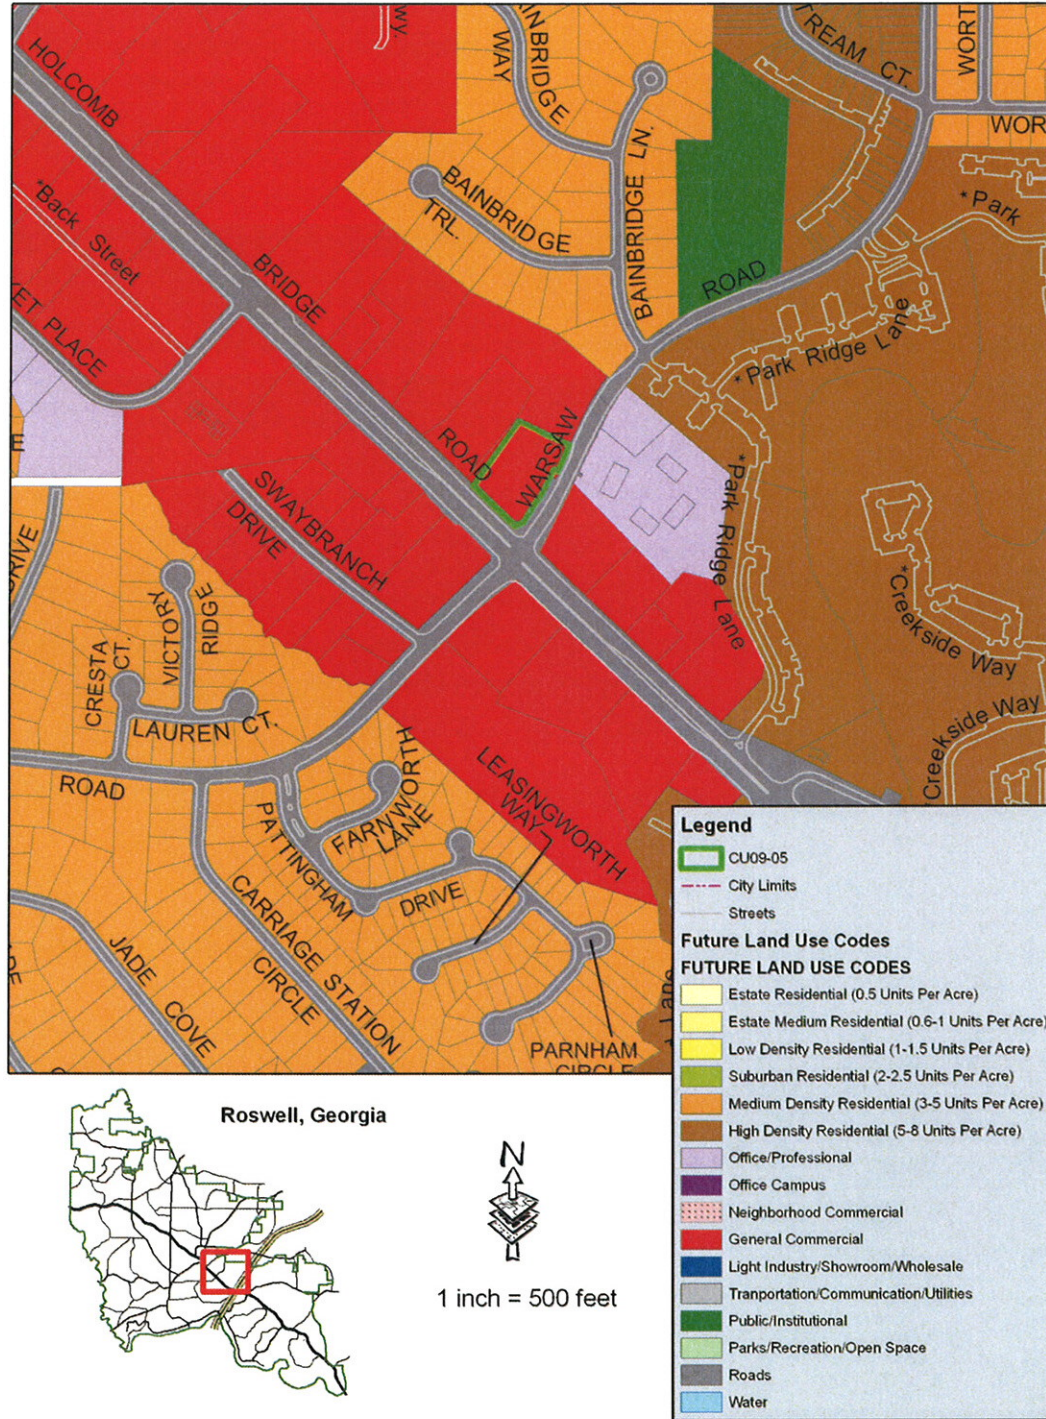 HOLCOMB
WY.
BAINBRIDGE
WAY
STREAM CT.
WORT
WOR
BAINBRIDGE LN.
BAINBRIDGE
TRL.
*Park
*Back Street
BRIDGE
ROAD
KET PLACE
*Park Ridge Lane
WARSAW
ROAD
E
SWAYBRANCH
DRIVE
*Park Ridge Lane
DRIVE
VICTORY
RIDGE
*Creekside Way
CRESTA
CT.
LAUREN CT.
Creekside Way
ROAD
FARNWORTH
LANE
LEASINGWORTH
WAY
PATTINGHAM
DRIVE
CARRIAGE STATION
CIRCLE
JADE
COVE
Lane
PARNHAM
CIRCLE
Legend
CU09-05
City Limits
Streets
Future Land Use Codes
FUTURE LAND USE CODES
Estate Residential (0.5 Units Per Acre)
Estate Medium Residential (0.6-1 Units Per Acre)
Low Density Residential (1-1.5 Units Per Acre)
Suburban Residential (2-2.5 Units Per Acre)
Medium Density Residential (3-5 Units Per Acre)
High Density Residential (5-8 Units Per Acre)
Office/Professional
Office Campus
Neighborhood Commercial
General Commercial
Light Industry/Showroom/Wholesale
Tranportation/Communication/Utilities
Public/Institutional
Parks/Recreation/Open Space
Roads
Water
Roswell, Georgia
N
1 inch = 500 feet